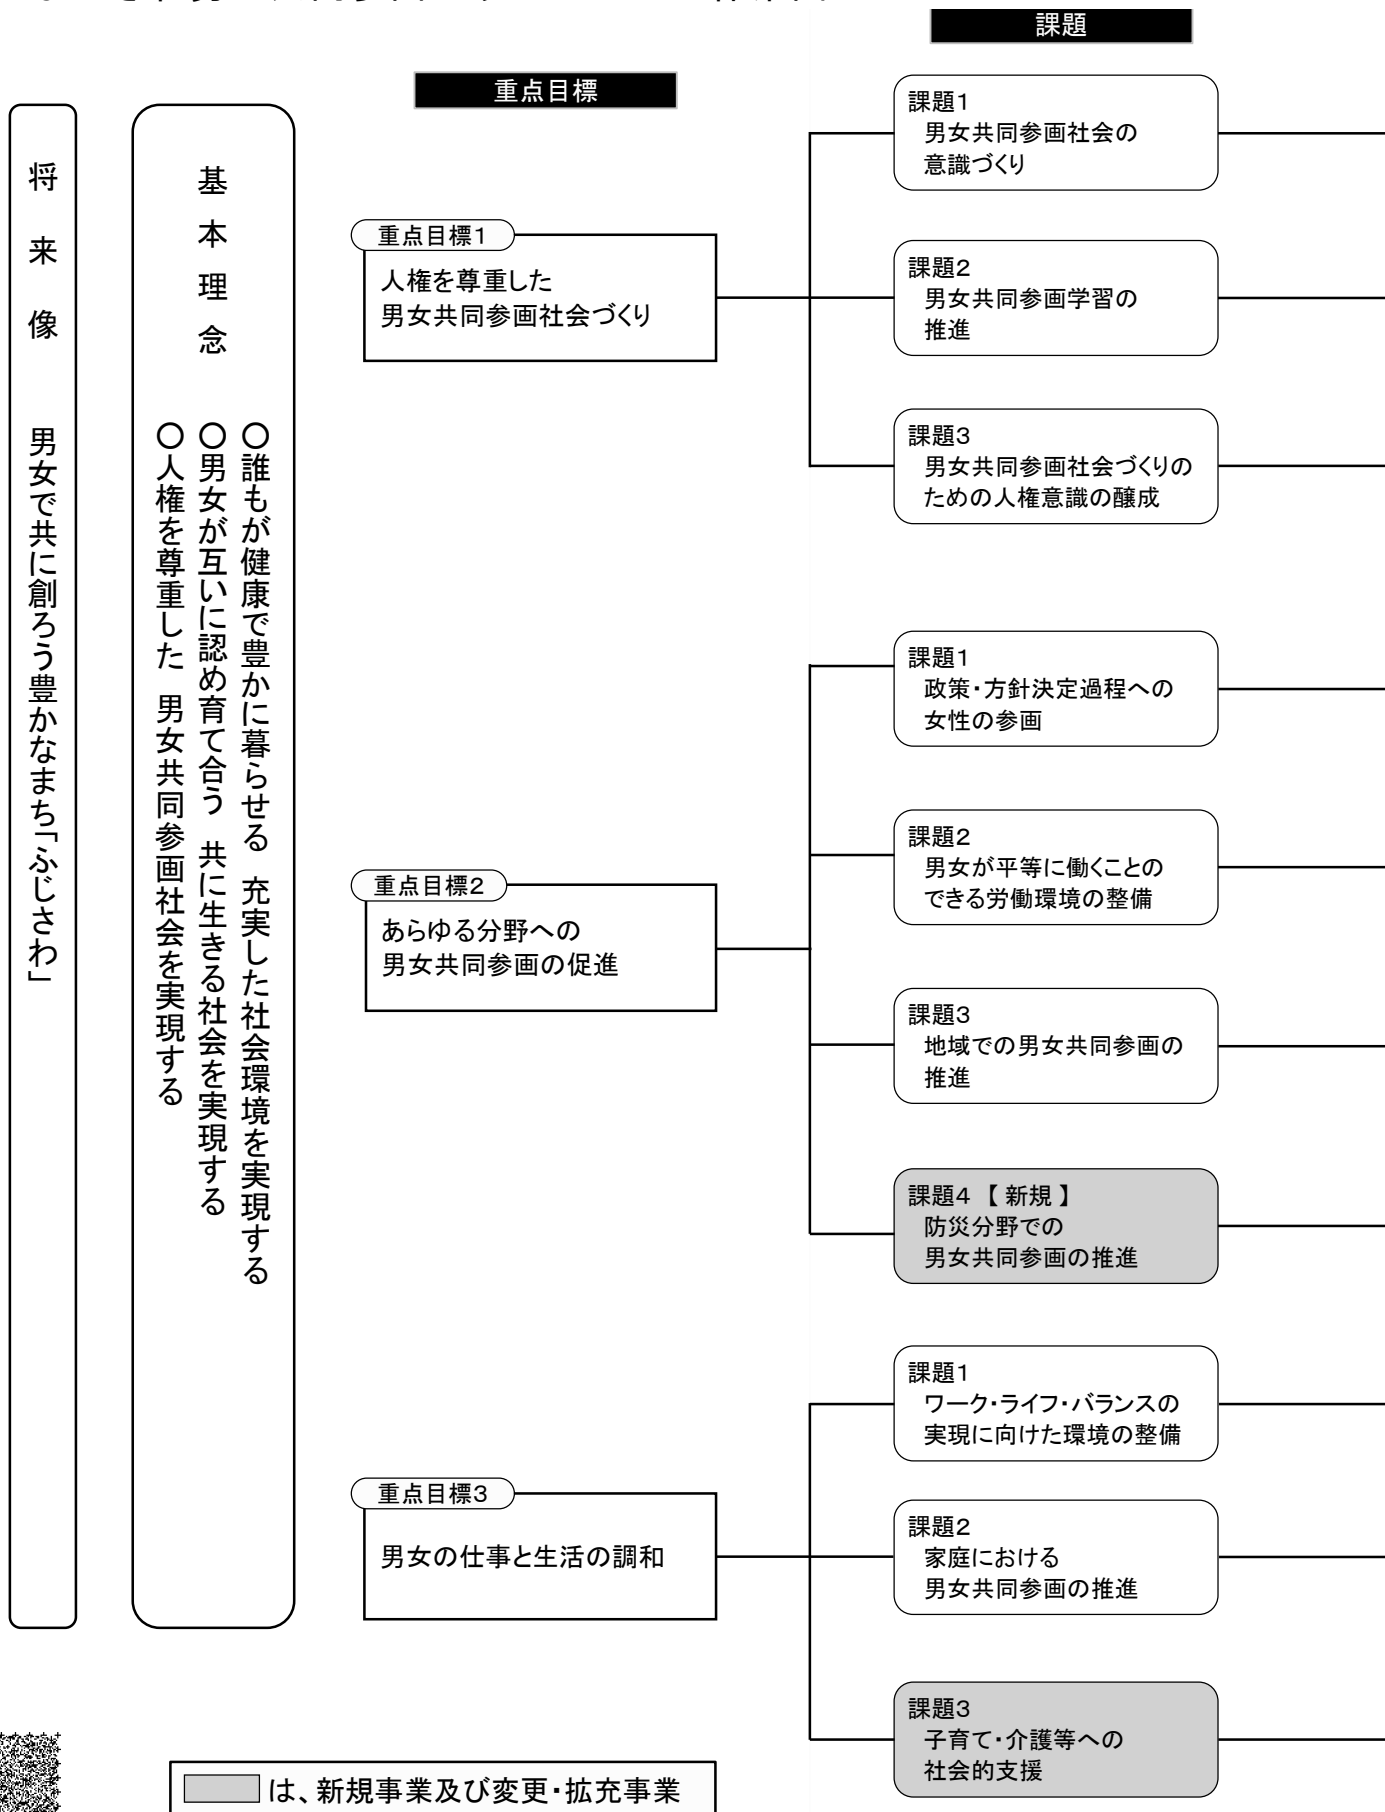 課題
重点目標
将来像 男女で共に創ろう豊かなまち「ふじさわ」
基本理念
〇誰もが健康で豊かに暮らせる 充実した社会環境を実現する
〇男女が互いに認め育て合う 共に生きる社会を実現する
〇人権を尊重した 男女共同参画社会を実現する
重点目標1
人権を尊重した
男女共同参画社会づくり
課題1
男女共同参画社会の
意識づくり
課題2
男女共同参画学習の
推進
課題3
男女共同参画社会づくりの
ための人権意識の醸成
重点目標2
あらゆる分野への
男女共同参画の促進
課題1
政策・方針決定過程への
女性の参画
課題2
男女が平等に働くことの
できる労働環境の整備
課題3
地域での男女共同参画の
推進
課題4 【 新規 】
防災分野での
男女共同参画の推進
重点目標3
男女の仕事と生活の調和
課題1
ワーク・ライフ・バランスの
実現に向けた環境の整備
課題2
家庭における
男女共同参画の推進
課題3
子育て・介護等への
社会的支援
は、新規事業及び変更・拡充事業